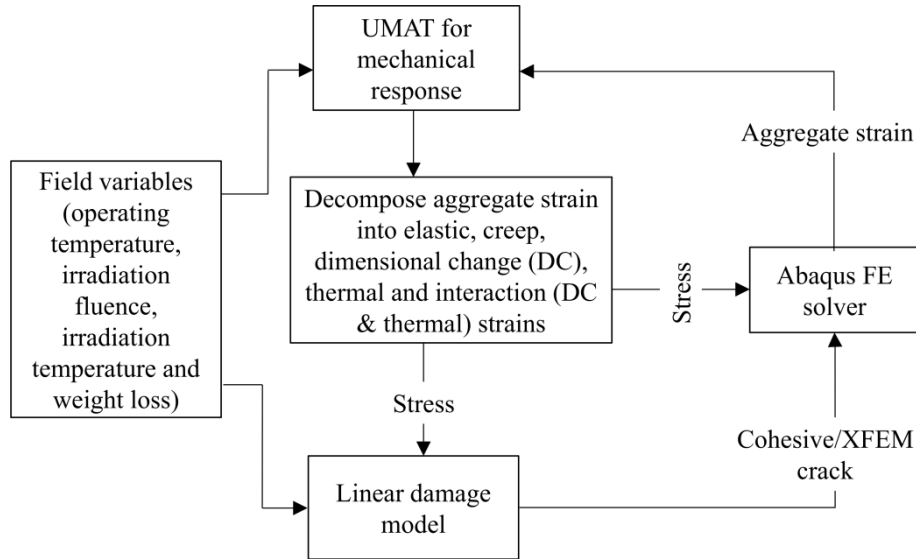 UMAT for
mechanical
response
Aggregate strain
Field variables
(operating
temperature,
irradiation
fluence,
irradiation
temperature and
weight loss)
Decompose aggregate strain
into elastic, creep,
dimensional change (DC),
thermal and interaction (DC
& thermal) strains
Stress
Abaqus FE
solver
Stress
Cohesive/XFEM
crack
Linear damage
model